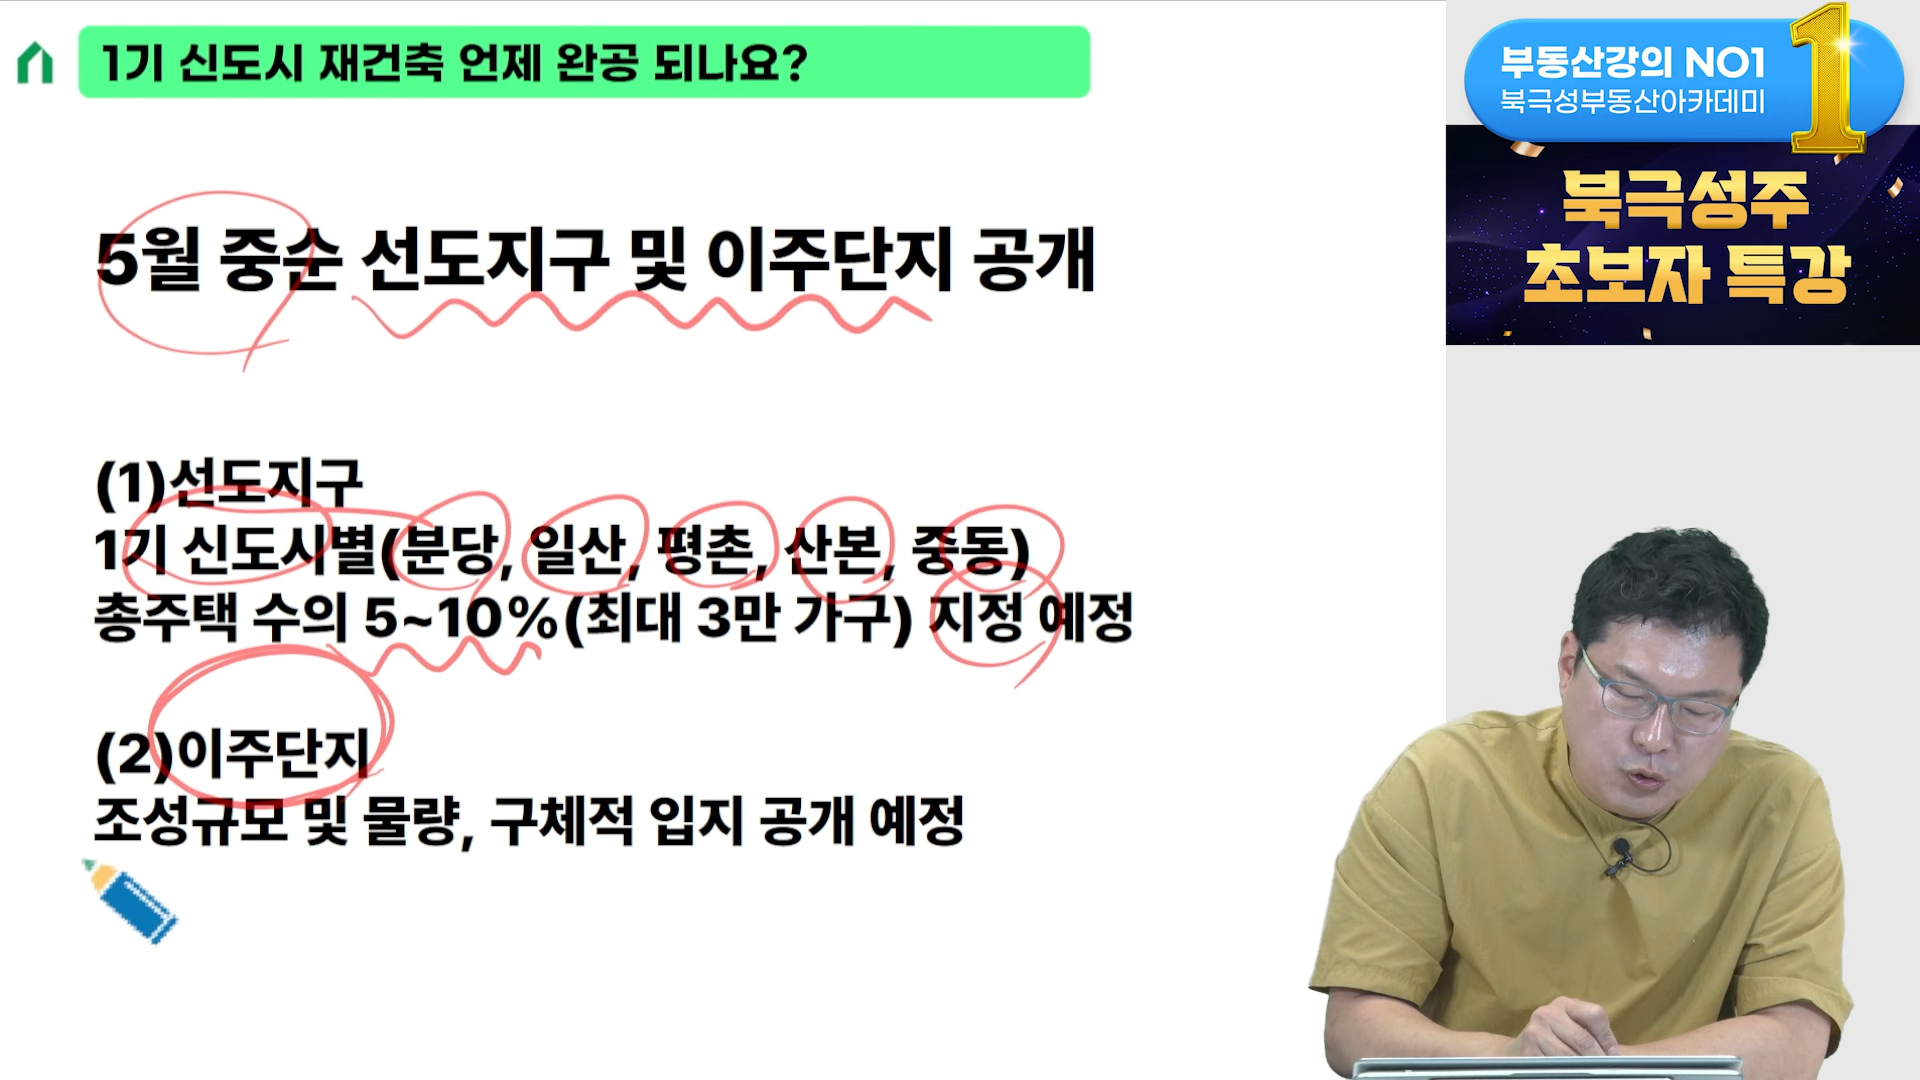 1기 신도시 재건축 언제 완공 되나요?
부동산강의 NO1
북극성부동산아카데미
1
북극성주
초보자 특강
5월 중순 선도지구 및 이주단지 공개
(1)선도지구
1기 신도시별(분당, 일산, 평촌, 산본, 중동)
총주택 수의 5~10%(최대 3만 가구) 지정 예정
(2)이주단지
조성규모 및 물량, 구체적 입지 공개 예정